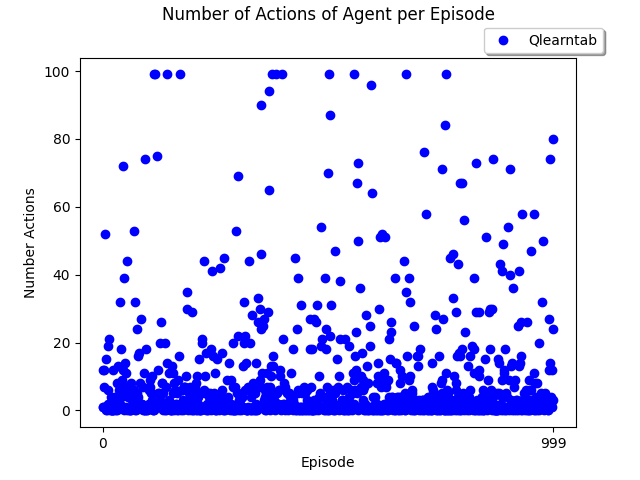 Number of Actions of Agent per Episode
Qlearntab
100
80
60
40
20
0
Number Actions
0
999
Episode